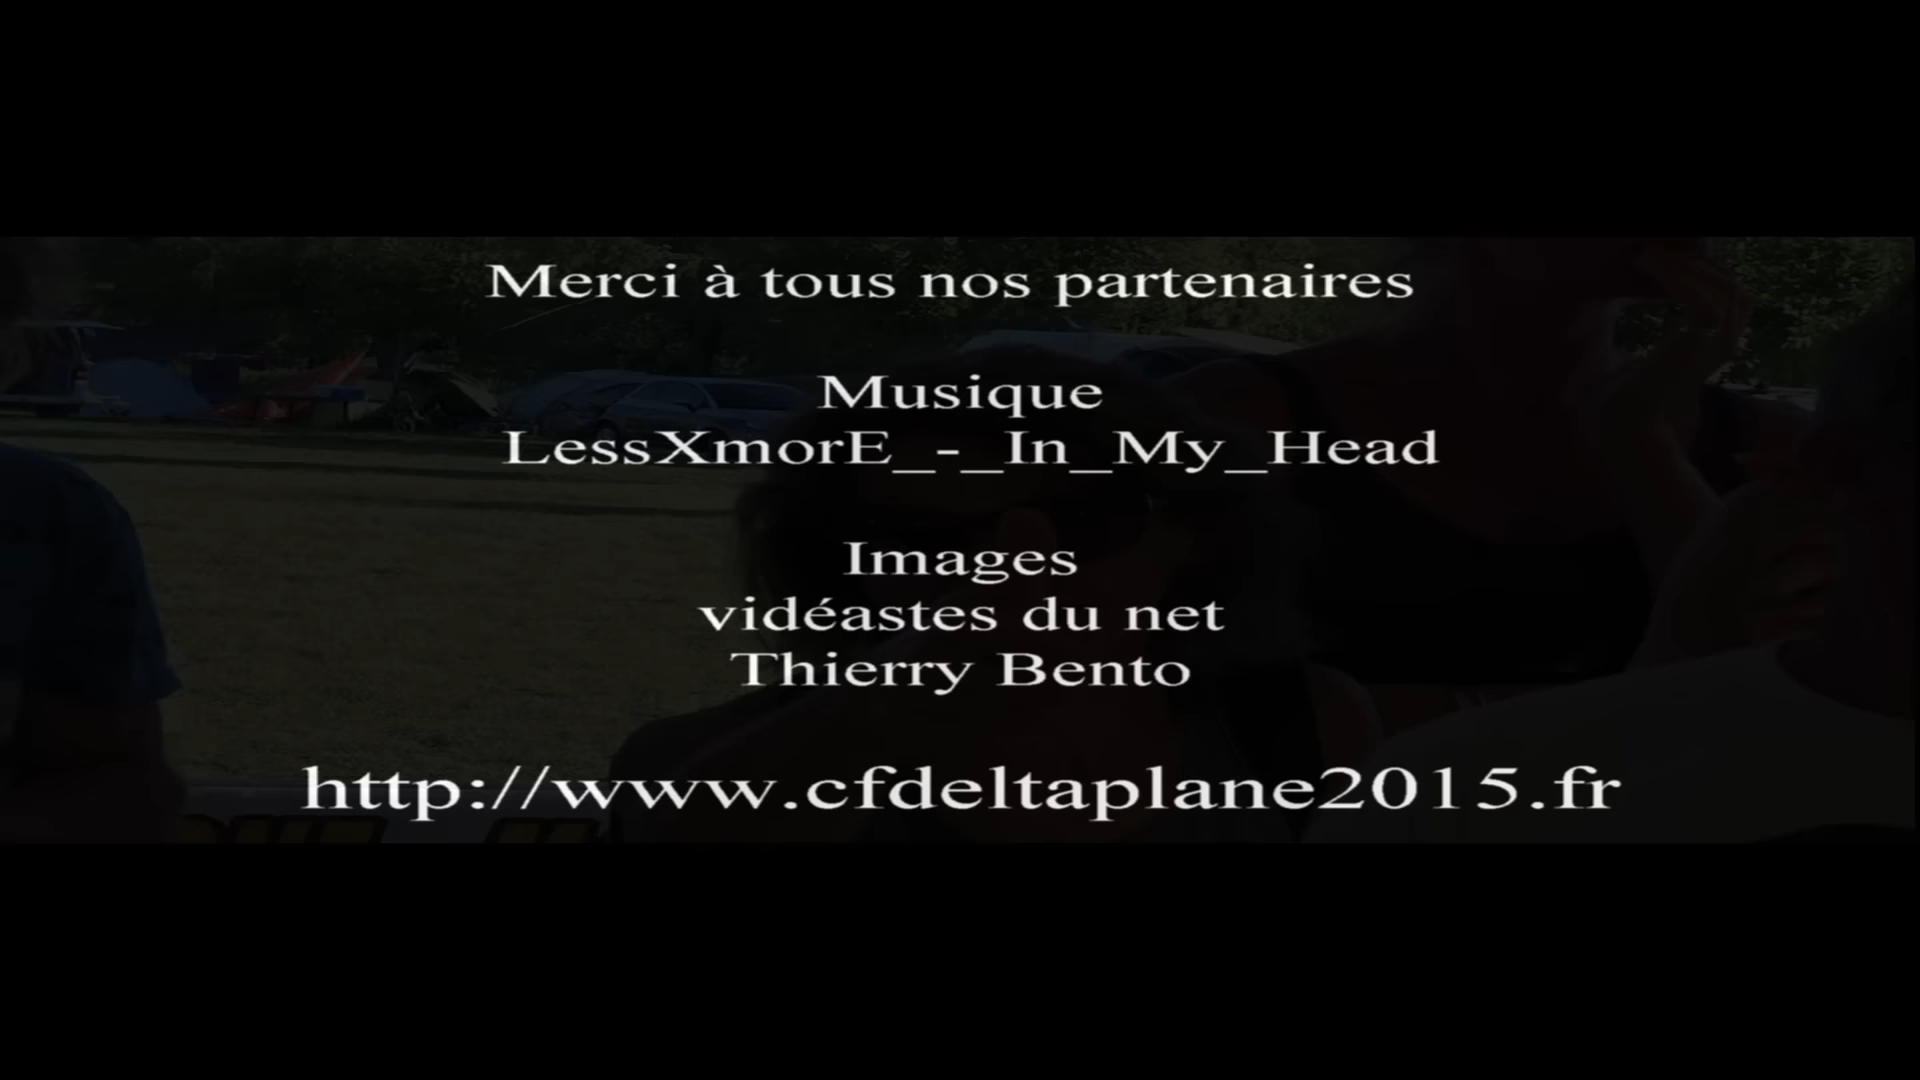 Merci à tous nos partenaires
Musique
LessXmorE_-_In_My_Head
Images
vidéastes du net
Thierry Bento
http://www.cfdeltaplane2015.fr